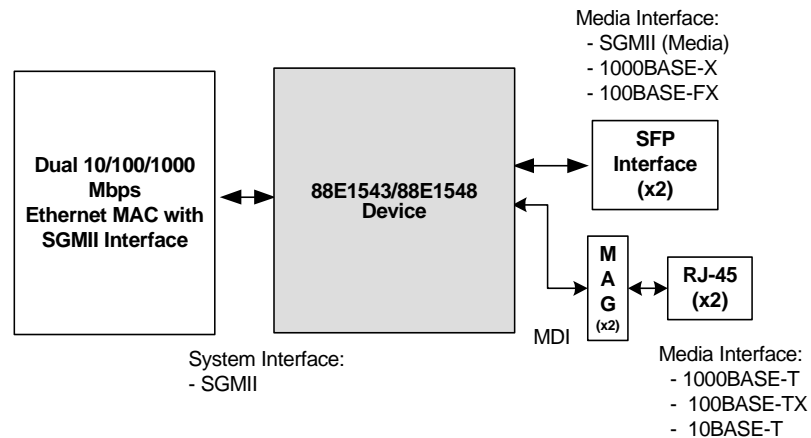 Media Interface:
- SGMII (Media)
- 1000BASE-X
- 100BASE-FX
Dual 10/100/1000
Mbps
Ethernet MAC with
SGMII Interface
88E1543/88E1548
Device
SFP
Interface
(x2)
M
A
G
(x2)
RJ-45
(x2)
MDI
System Interface:
- SGMII
Media Interface:
- 1000BASE-T
- 100BASE-TX
- 10BASE-T